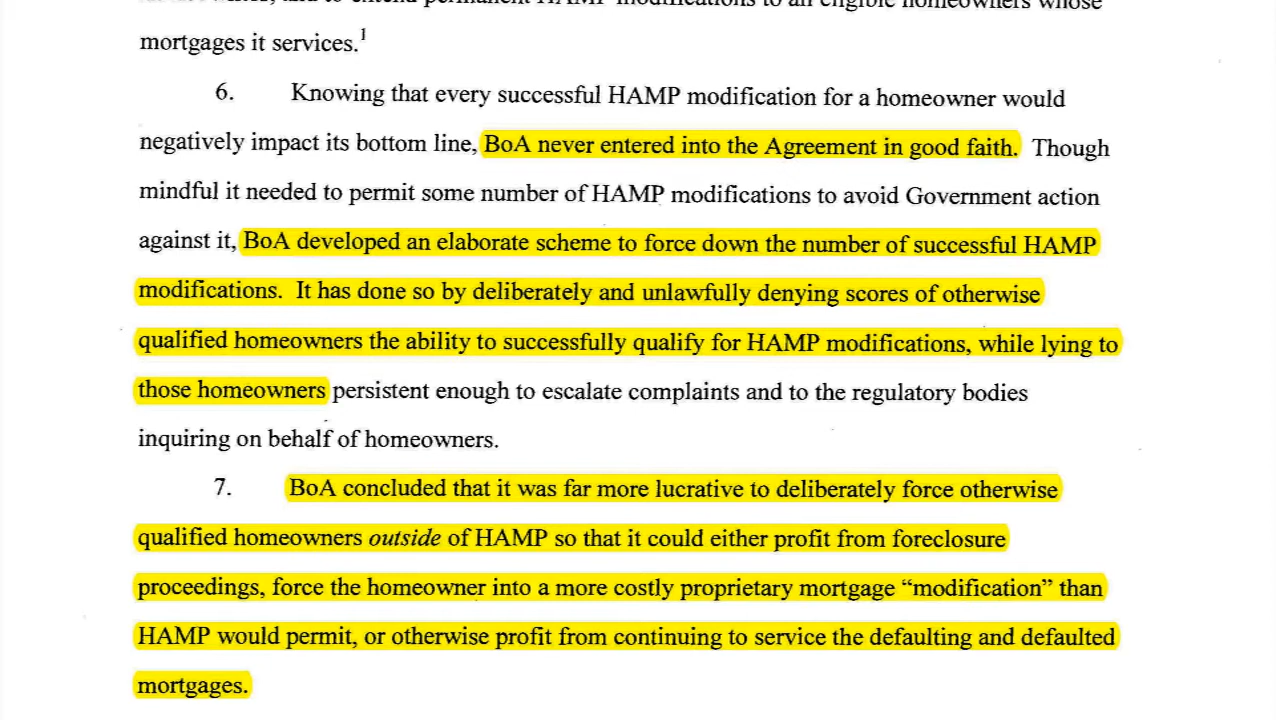 permanent HAMP modifications to all eligible homeowners whose
mortgages it services.1
6. Knowing that every successful HAMP modification for a homeowner would
negatively impact its bottom line, BoA never entered into the Agreement in good faith. Though
mindful it needed to permit some number of HAMP modifications to avoid Government action
against it, BoA developed an elaborate scheme to force down the number of successful HAMP
modifications. It has done so by deliberately and unlawfully denying scores of otherwise
qualified homeowners the ability to successfully qualify for HAMP modifications, while lying to
those homeowners persistent enough to escalate complaints and to the regulatory bodies
inquiring on behalf of homeowners.
7. BoA concluded that it was far more lucrative to deliberately force otherwise
qualified homeowners outside of HAMP so that it could either profit from foreclosure
proceedings, force the homeowner into a more costly proprietary mortgage “modification” than
HAMP would permit, or otherwise profit from continuing to service the defaulting and defaulted
mortgages.